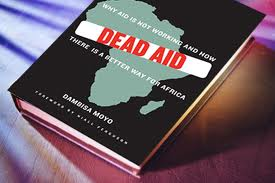 WHY AID IS NOT WORKING AND HOW
DEAD AID
THERE IS A BETTER WAY FOR AFRICA
DAMBISA MOYO
FOREWORD BY NIALL FERGUSON